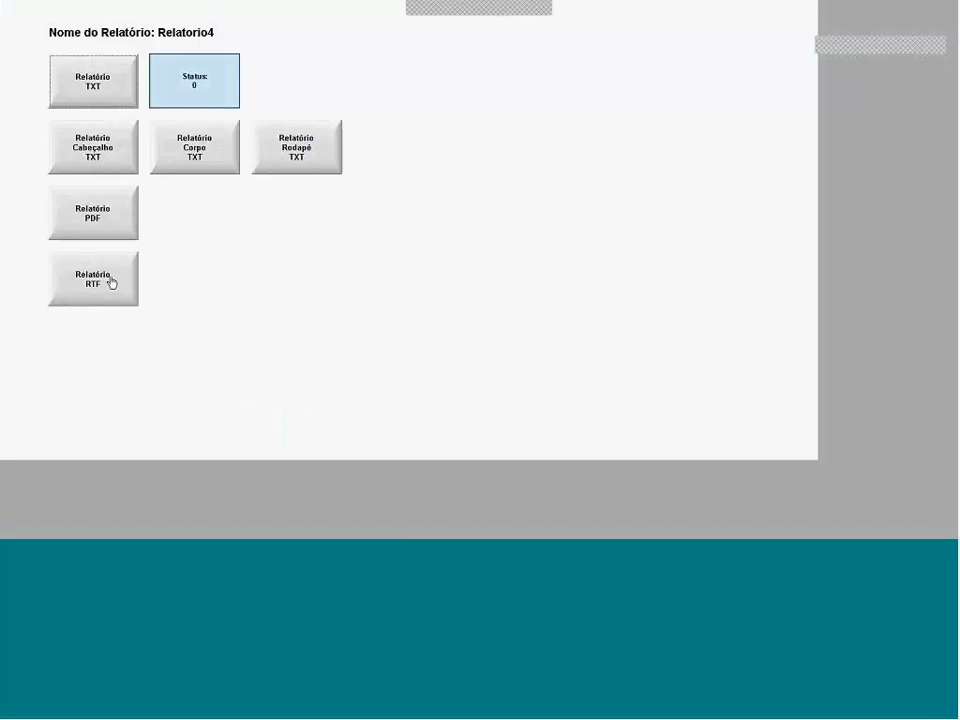 Nome do Relatório: Relatorio4
Relatório
TXT
Status:
0
Relatório
Cabeçalho
TXT
Relatório
Corpo
TXT
Relatório
Rodapé
TXT
Relatório
PDF
Relatório
RTF